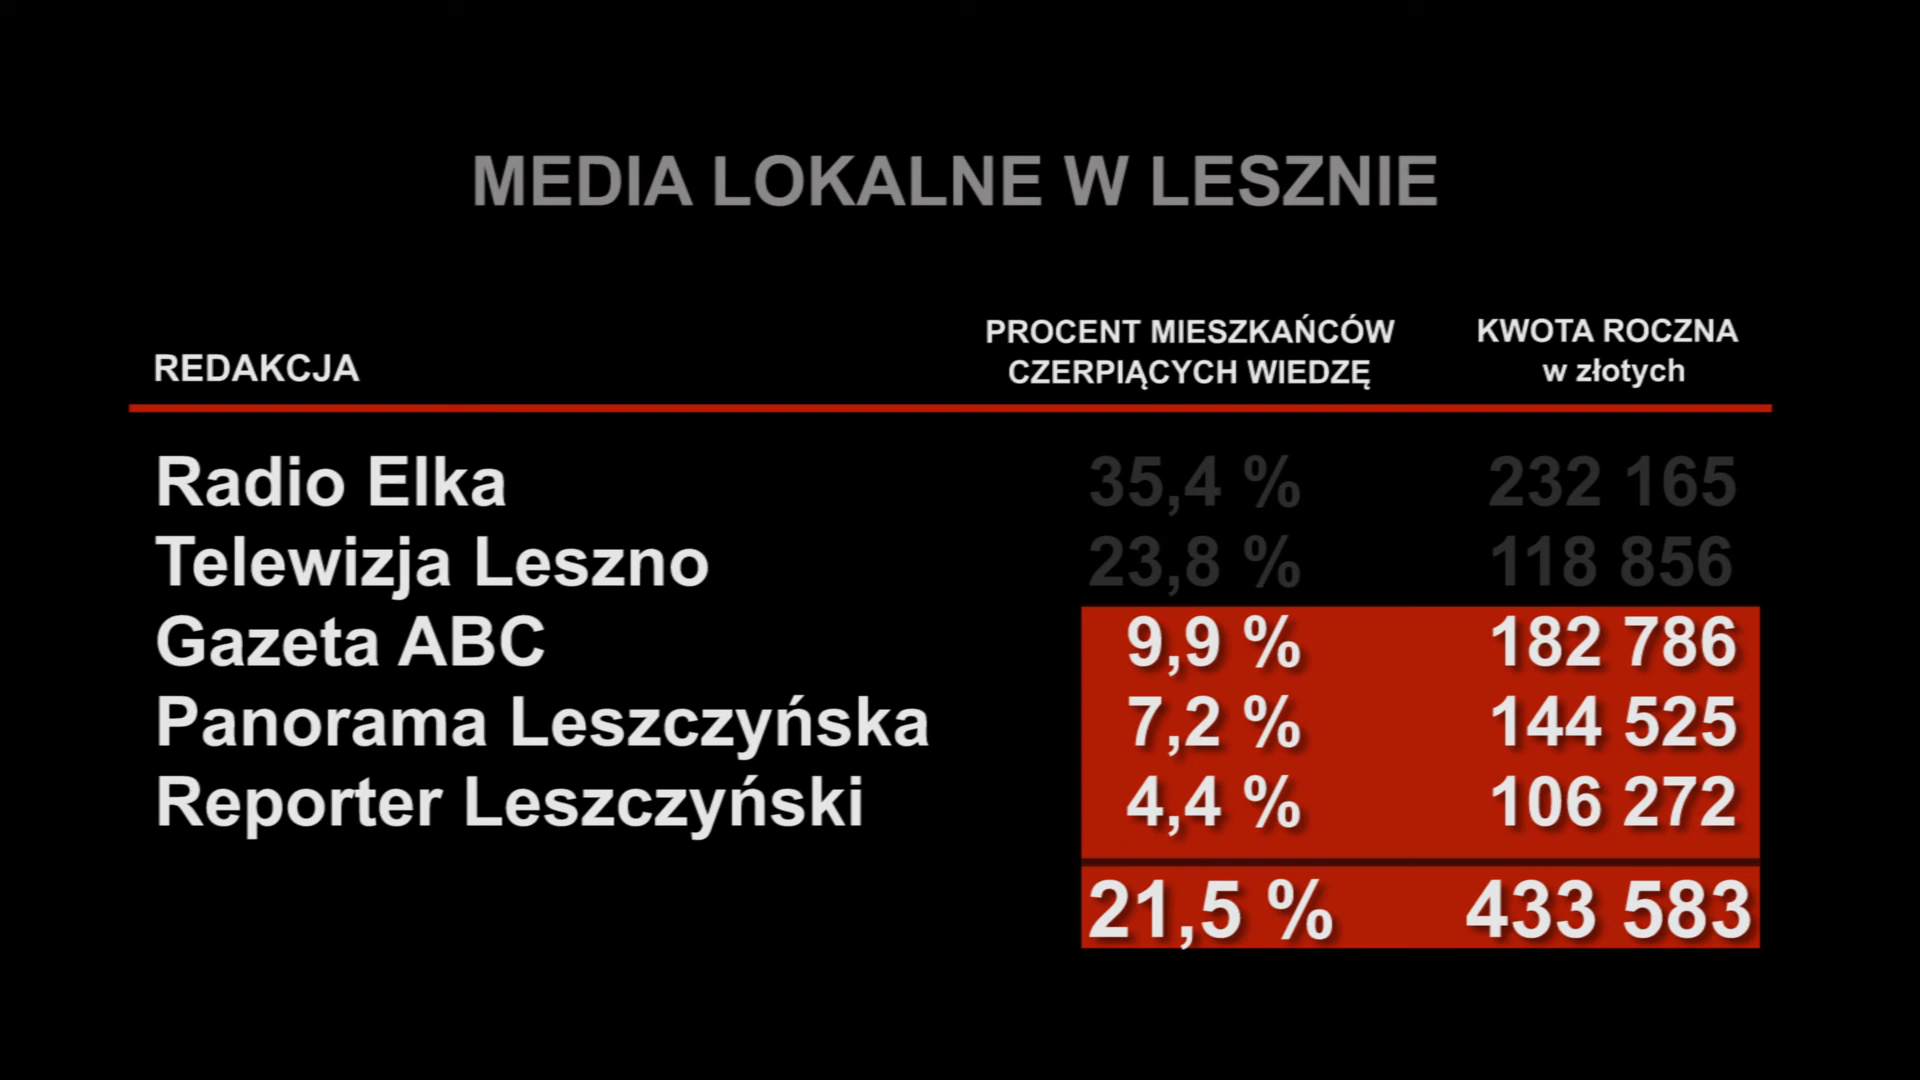 MEDIA LOKALNE W LESZNIE
REDAKCJA
PROCENT MIESZKAŃCÓW
CZERPIĄCYCH WIEDZĘ
KWOTA ROCZNA
w złotych
Radio Elka 35,4 % 232 165
Telewizja Leszno 23,8 % 118 856
Gazeta ABC 9,9 % 182 786
Panorama Leszczyńska 7,2 % 144 525
Reporter Leszczyński 4,4 % 106 272
21,5 % 433 583